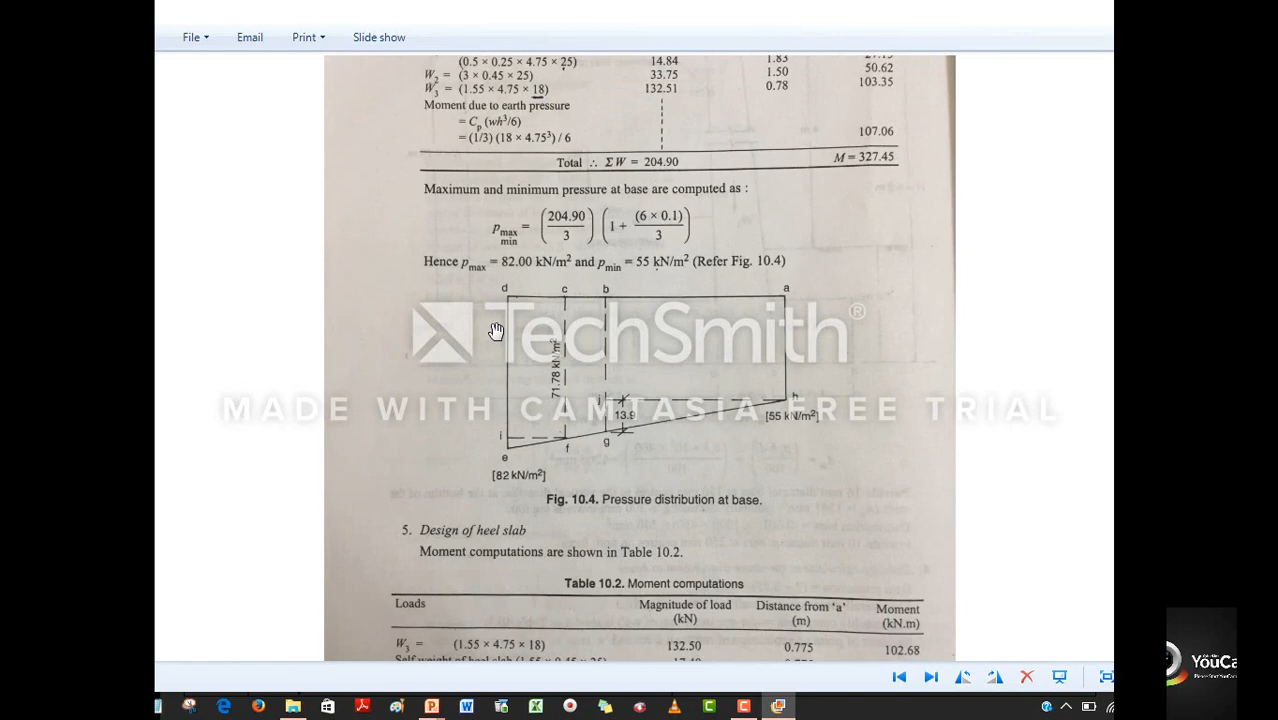 File Email Print Slide show
(0.5 × 0.25 × 4.75 × 25) 14.84 1.83
W2 = (3 × 0.45 × 25) 33.75 1.50 50.62
W3 = (1.55 × 4.75 × 18) 132.51 0.78 103.35
Moment due to earth pressure
= Cp (wh³/6)
= (1/3) (18 × 4.75³) / 6 107.06
Total ∴ ΣW = 204.90 M = 327.45
Maximum and minimum pressure at base are computed as :
p max min = (204.90 / 3) (1 + (6 × 0.1) / 3)
Hence pmax = 82.00 kN/m² and pmin = 55 kN/m² (Refer Fig. 10.4)
d c b a
TechSmith®
71.78 kN/m²
MADE WITH CAMTASIA FREE TRIAL
j h
13.9 [55 kN/m²]
i
g
f
e
[82 kN/m²]
Fig. 10.4. Pressure distribution at base.
5. Design of heel slab
Moment computations are shown in Table 10.2.
Table 10.2. Moment computations
Loads Magnitude of load (kN) Distance from 'a' (m) Moment (kN.m)
W3 = (1.55 × 4.75 × 18) 132.50 0.775 102.68
Self weight of heel slab
YouCa